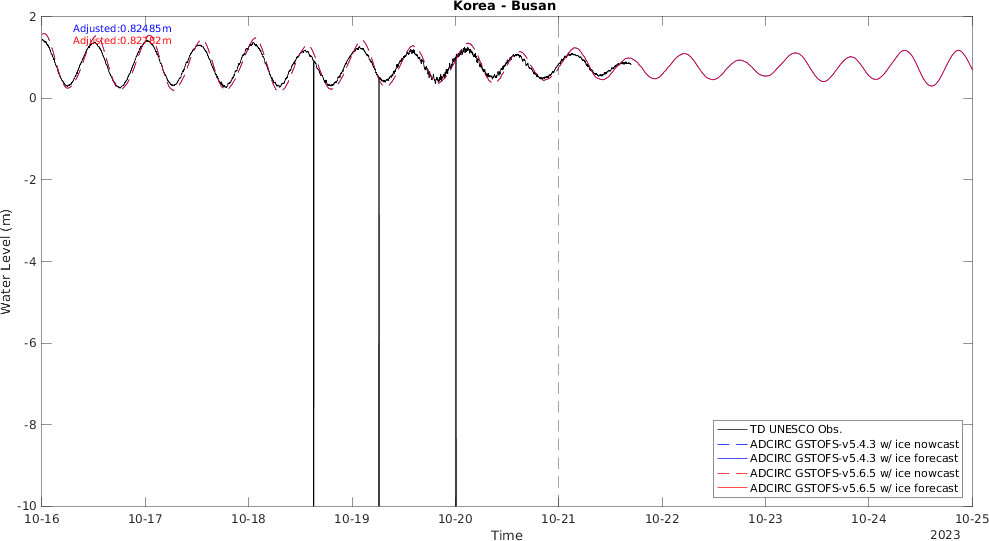 Korea - Busan
Adjusted:0.82485m
2
0
-2
-4
-6
-8
-10
Water Level (m)
TD UNESCO Obs.
ADCIRC GSTOFS-v5.4.3 w/ ice nowcast
ADCIRC GSTOFS-v5.4.3 w/ ice forecast
ADCIRC GSTOFS-v5.6.5 w/ ice nowcast
ADCIRC GSTOFS-v5.6.5 w/ ice forecast
10-16 10-17 10-18 10-19 10-20 10-21 10-22 10-23 10-24 10-25
Time
2023